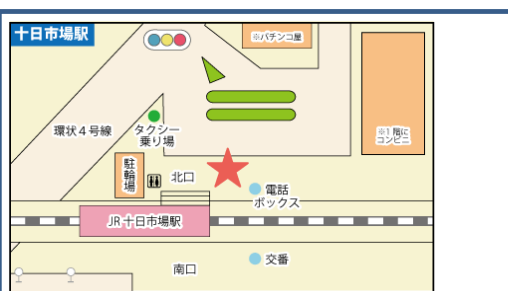 十日市場駅
※パチンコ屋
環状４号線
タクシー
乗り場
※1階に
コンビニ
駐輪場
北口
電話
ボックス
JR十日市場駅
交番
南口